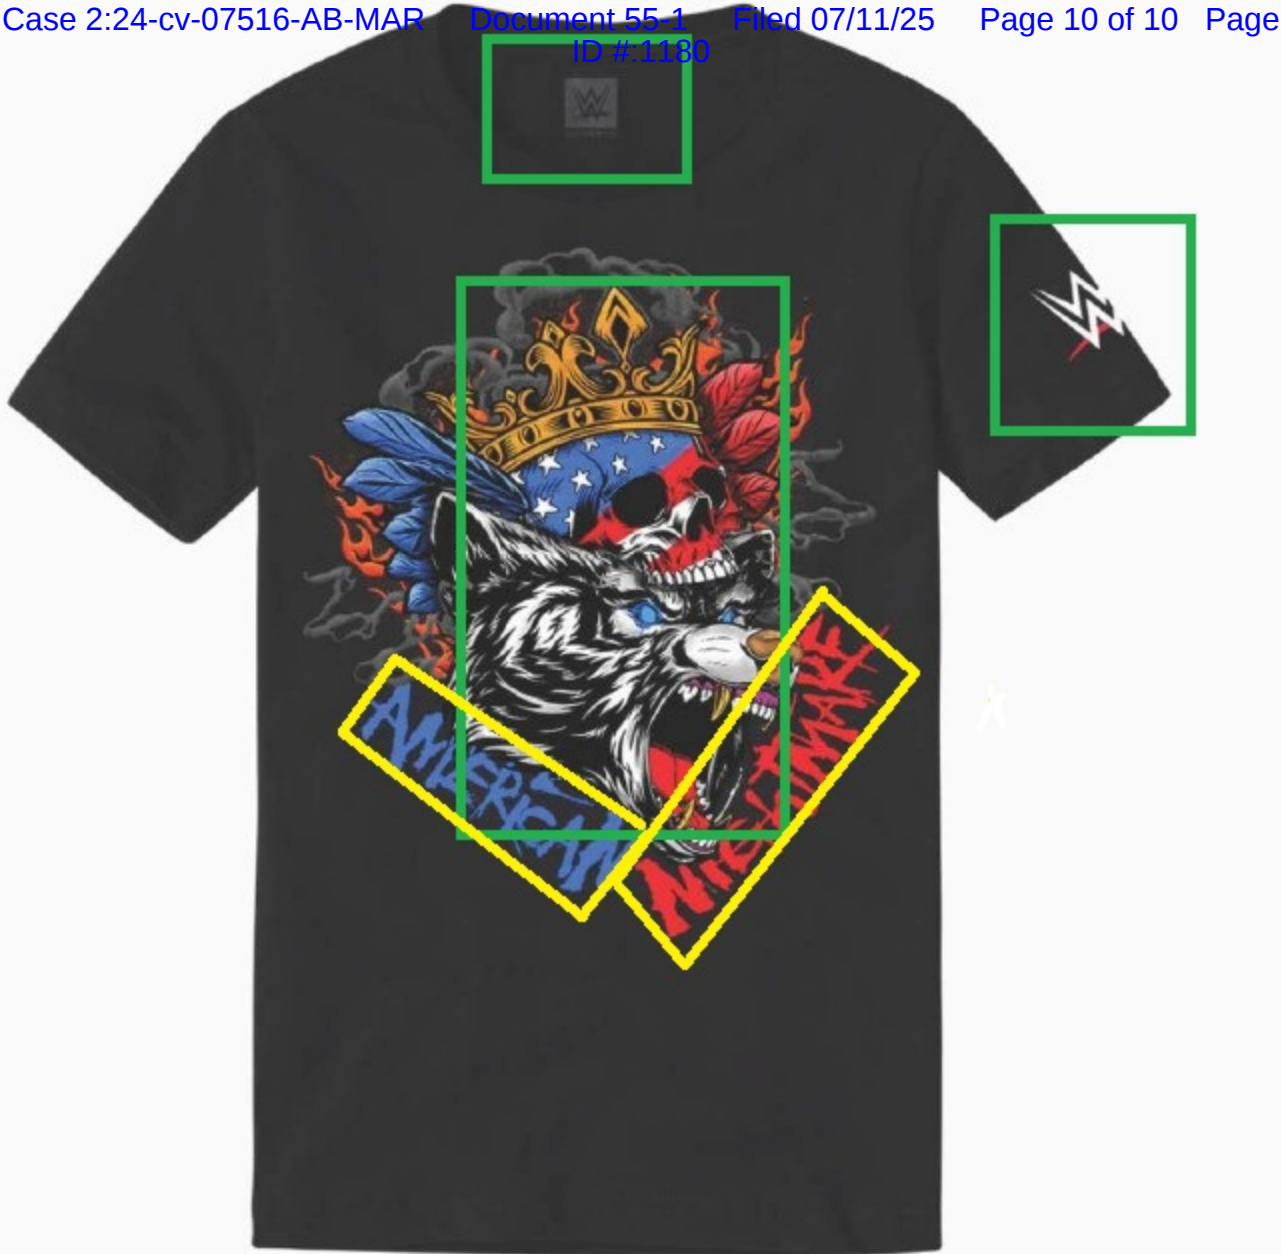 Case 2:24-cv-07516-AB-MAR Document 55-1 Filed 07/11/25 Page 10 of 10 Page
ID #:1180
W
W
AMERICAN
NIGHTMARE